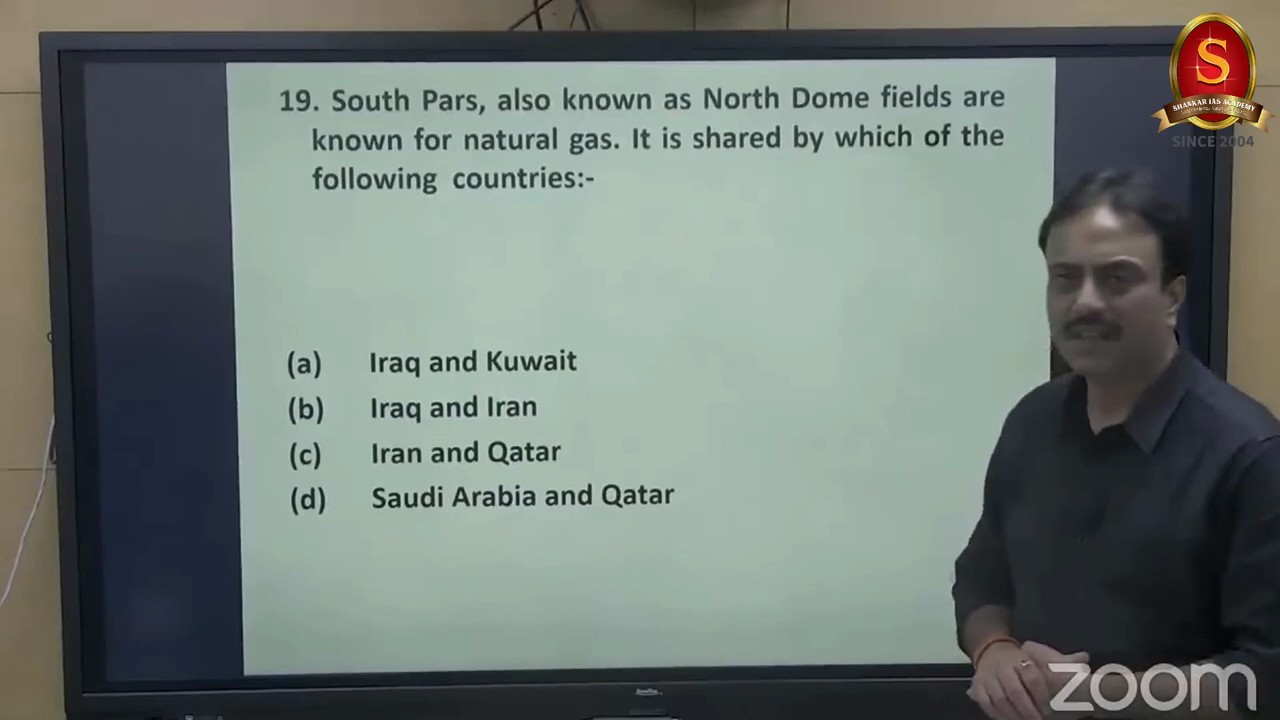 19. South Pars, also known as North Dome fields are
known for natural gas. It is shared by which of the
following countries:-
(a) Iraq and Kuwait
(b) Iraq and Iran
(c) Iran and Qatar
(d) Saudi Arabia and Qatar
S
SHANKAR IAS ACADEMY
SINCE 2004
zoom